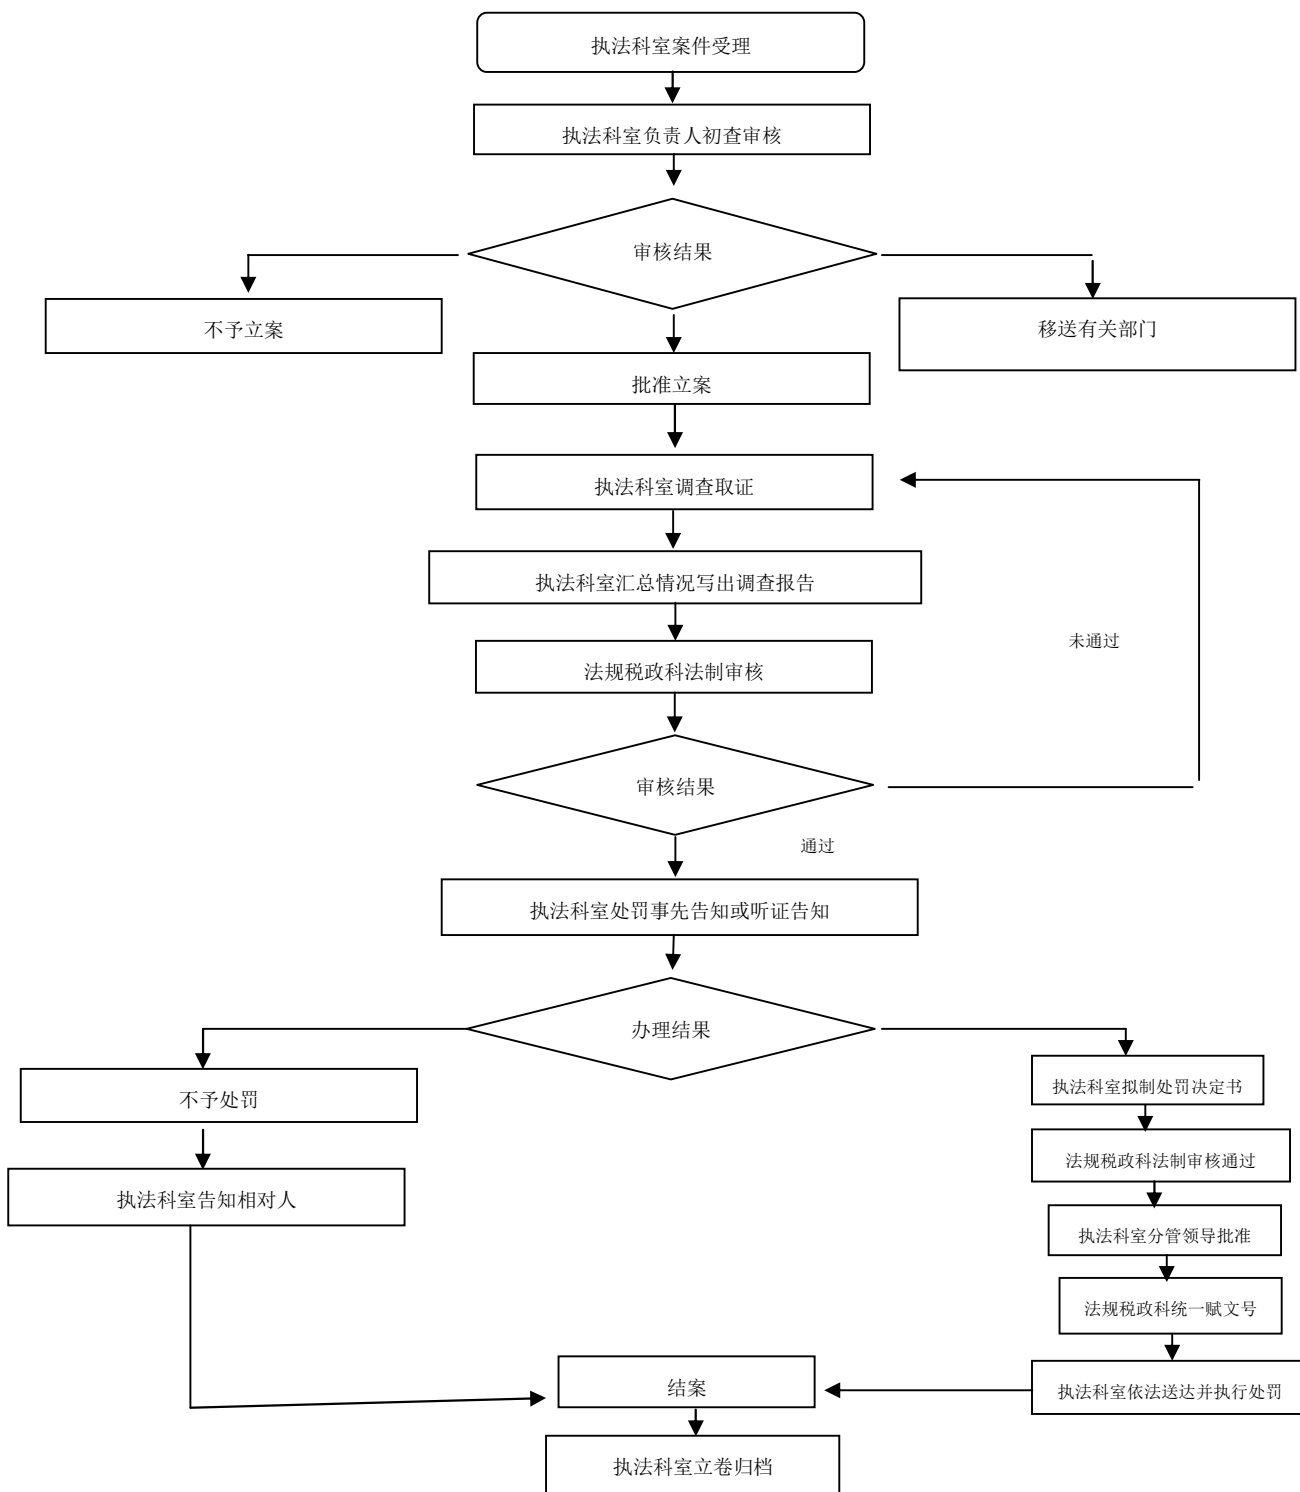 执法科室案件受理
执法科室负责人初查审核
审核结果
不予立案
移送有关部门
批准立案
执法科室调查取证
执法科室汇总情况写出调查报告
未通过
法规税政科法制审核
审核结果
通过
执法科室处罚事先告知或听证告知
办理结果
执法科室拟制处罚决定书
不予处罚
法规税政科法制审核通过
执法科室告知相对人
执法科室分管领导批准
法规税政科统一赋文号
结案
执法科室依法送达并执行处罚
执法科室立卷归档